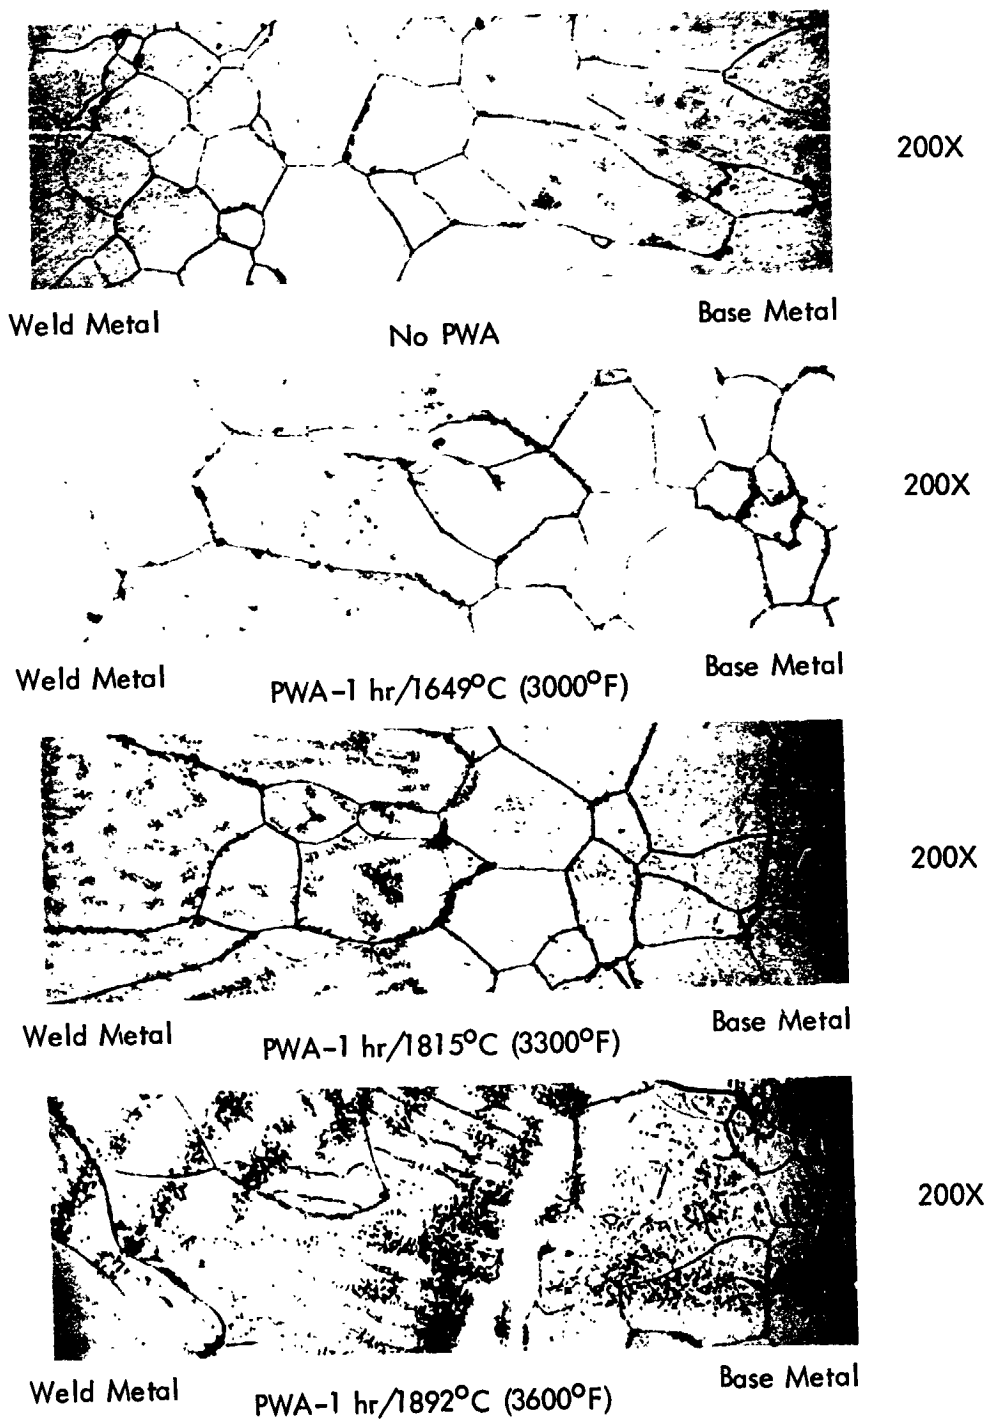 200X
Weld Metal No PWA Base Metal
200X
Weld Metal PWA-1 hr/1649°C (3000°F) Base Metal
200X
Weld Metal PWA-1 hr/1815°C (3300°F) Base Metal
200X
Weld Metal PWA-1 hr/1892°C (3600°F) Base Metal